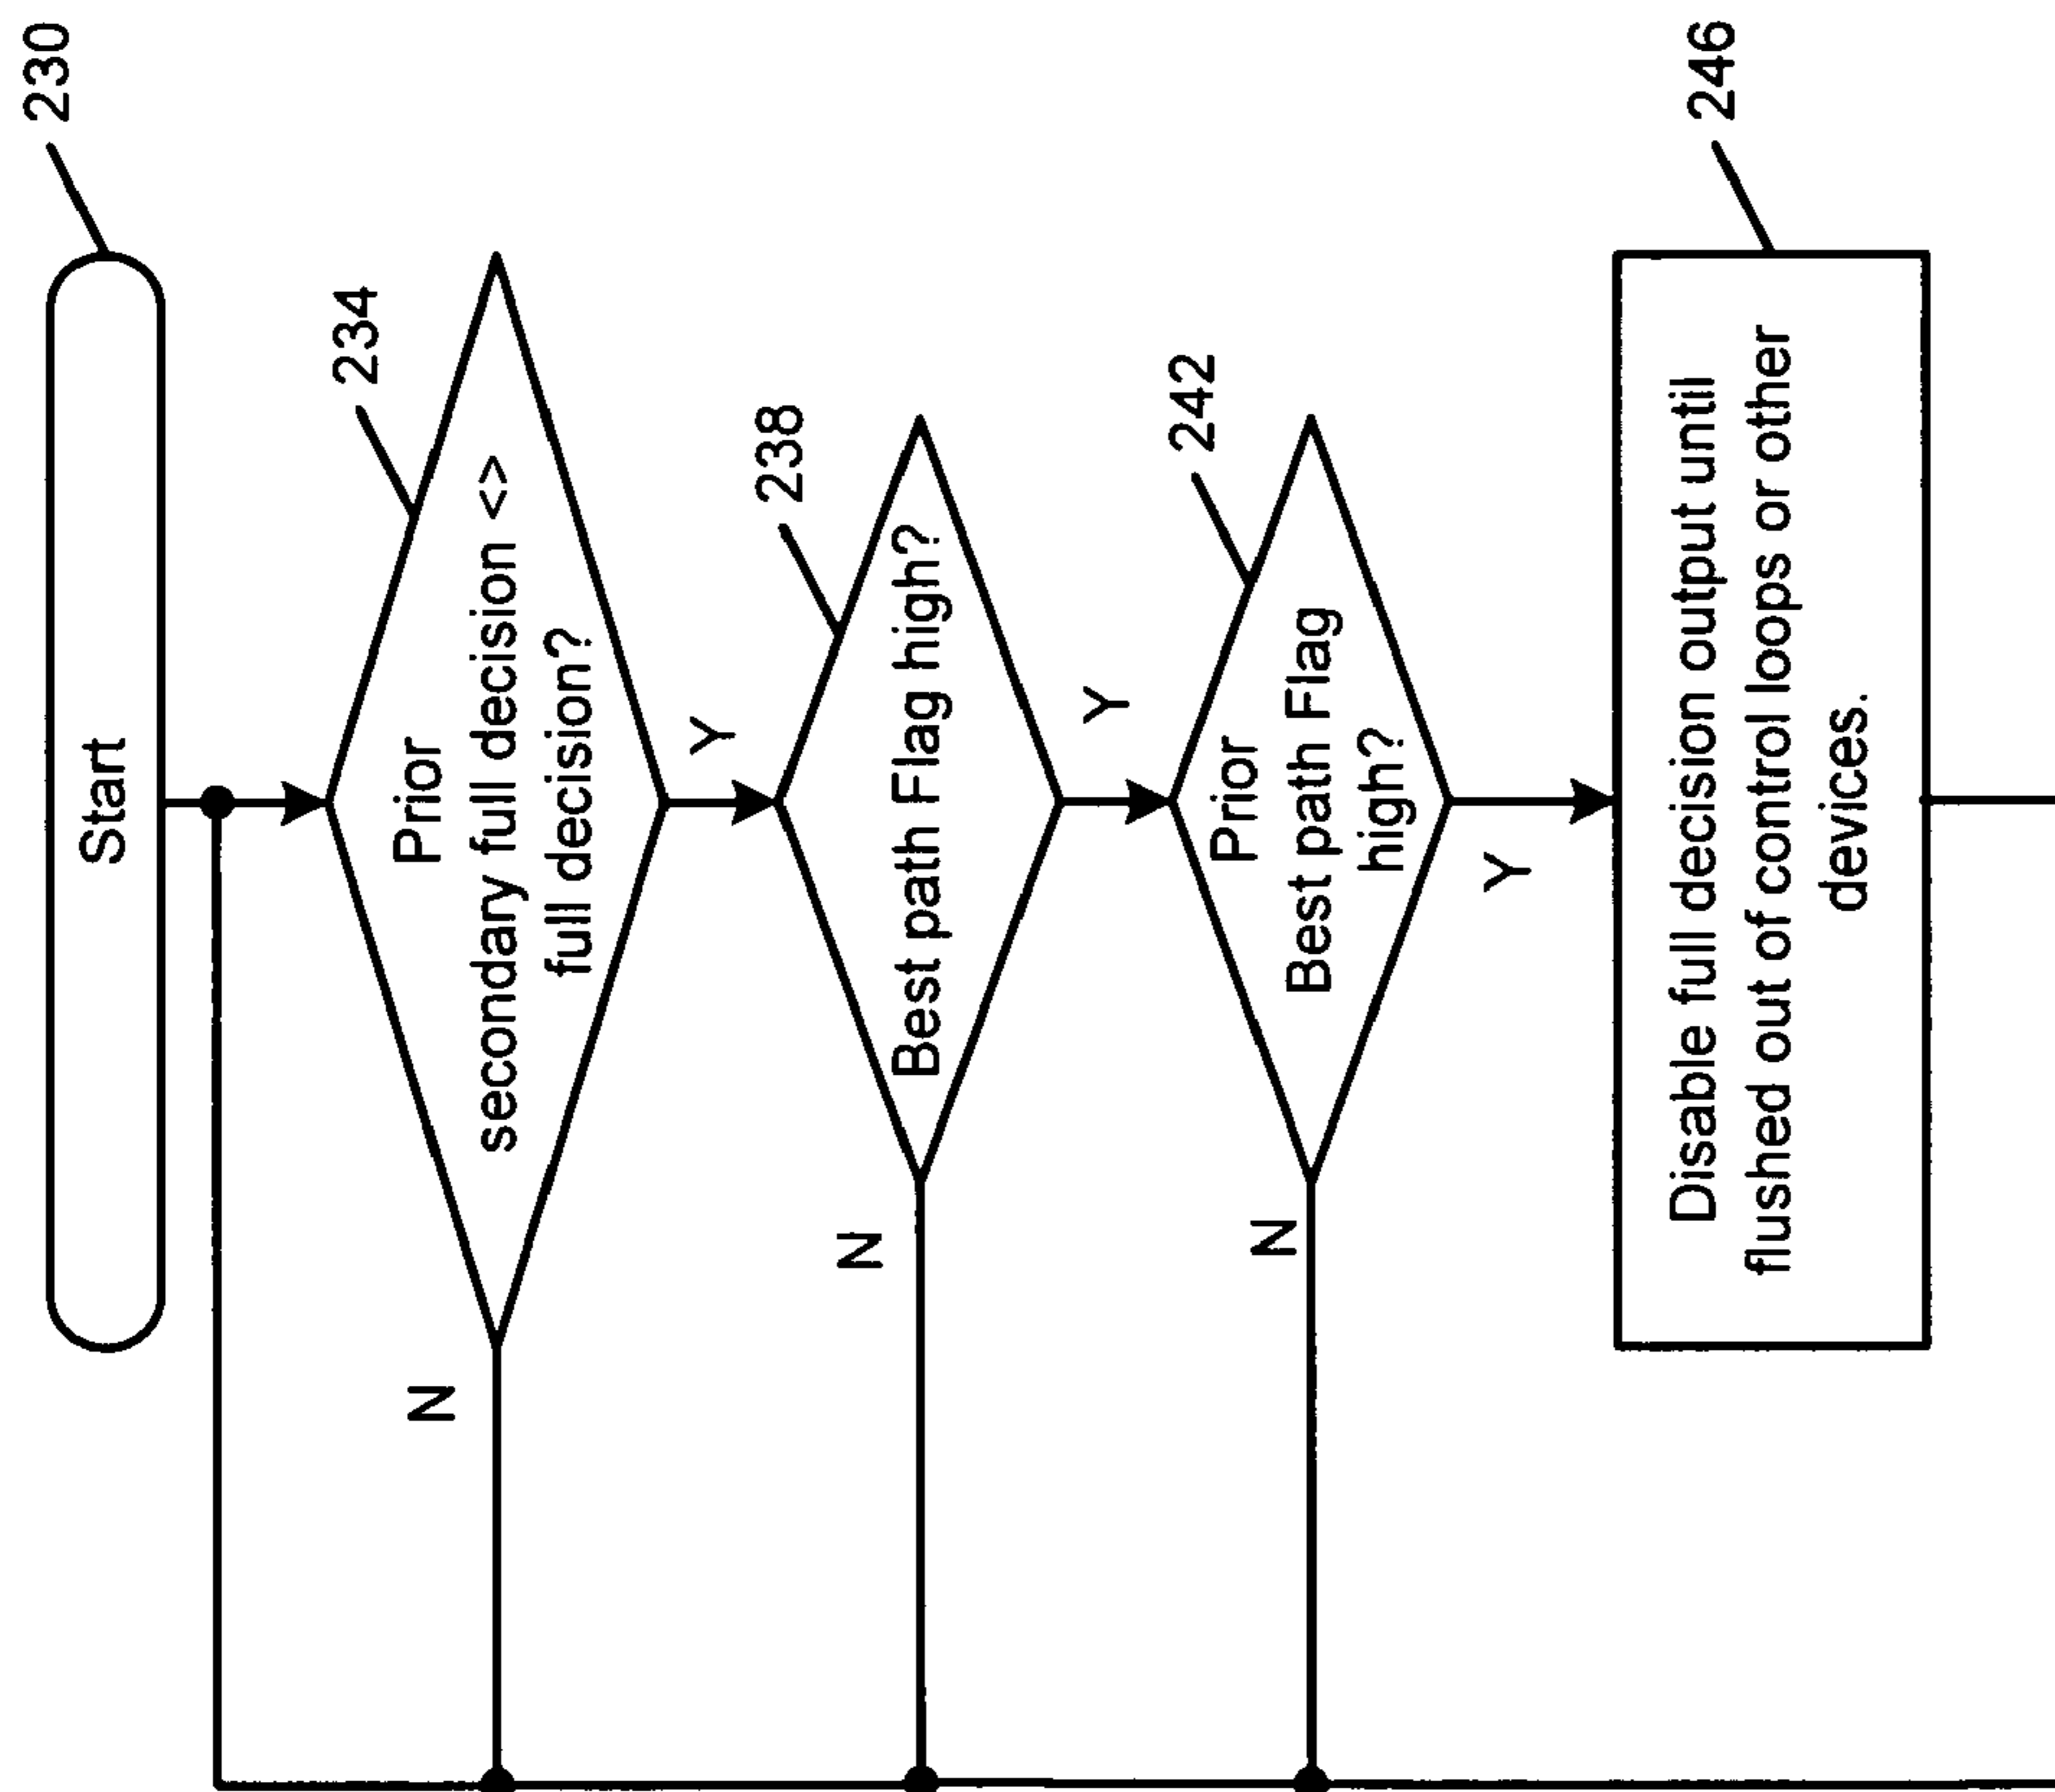 230
Start
234
Prior
secondary full decision <>
full decision?
N
Y
238
Best path Flag high?
N
Y
242
Prior
Best path Flag
high?
N
Y
246
Disable full decision output until
flushed out of control loops or other
devices.